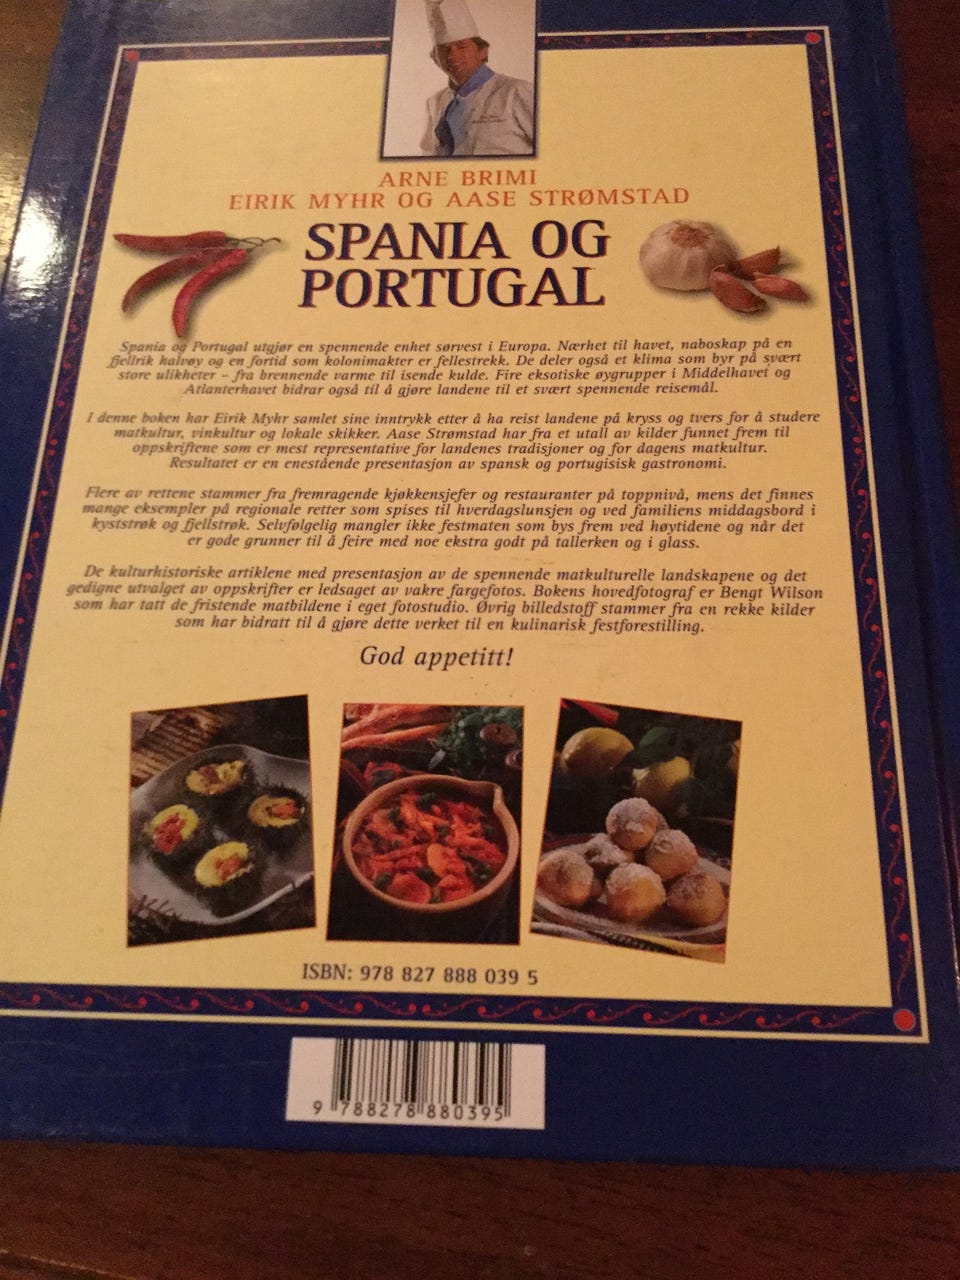 ARNE BRIMI
EIRIK MYHR OG AASE STRØMSTAD
SPANIA OG
PORTUGAL
Spania og Portugal utgjør en spennende enhet sørvest i Europa. Nærhet til havet, naboskap på en
fjellrik halvøy og en fortid som kolonimakter er fellestrekk. De deler også et klima som byr på svært
store ulikheter – fra brennende varme til isende kulde. Fire eksotiske øygrupper i Middelhavet og
Atlanterhavet bidrar også til å gjøre landene til et svært spennende reisemål.
I denne boken har Eirik Myhr samlet sine inntrykk etter å ha reist landene på kryss og tvers for å studere
matkultur, vinkultur og lokale skikker. Aase Strømstad har fra et utall av kilder funnet frem til
oppskriftene som er mest representative for landenes tradisjoner og for dagens matkultur.
Resultatet er en enestående presentasjon av spansk og portugisisk gastronomi.
Flere av rettene stammer fra fremragende kjøkkensjefer og restauranter på toppnivå, mens det finnes
mange eksempler på regionale retter som spises til hverdagslunsjen og ved familiens middagsbord i
kyststrøk og fjellstrøk. Selvfølgelig mangler ikke festmaten som bys frem ved høytidene og når det
er gode grunner til å feire med noe ekstra godt på tallerken og i glass.
De kulturhistoriske artiklene med presentasjon av de spennende matkulturelle landskapene og det
gedigne utvalget av oppskrifter er ledsaget av vakre fargefotos. Bokens hovedfotograf er Bengt Wilson
som har tatt de fristende matbildene i eget fotostudio. Øvrig billedstoff stammer fra en rekke kilder
som har bidratt til å gjøre dette verket til en kulinarisk festforestilling.
God appetitt!
ISBN: 978 827 888 039 5
9 788278 880395